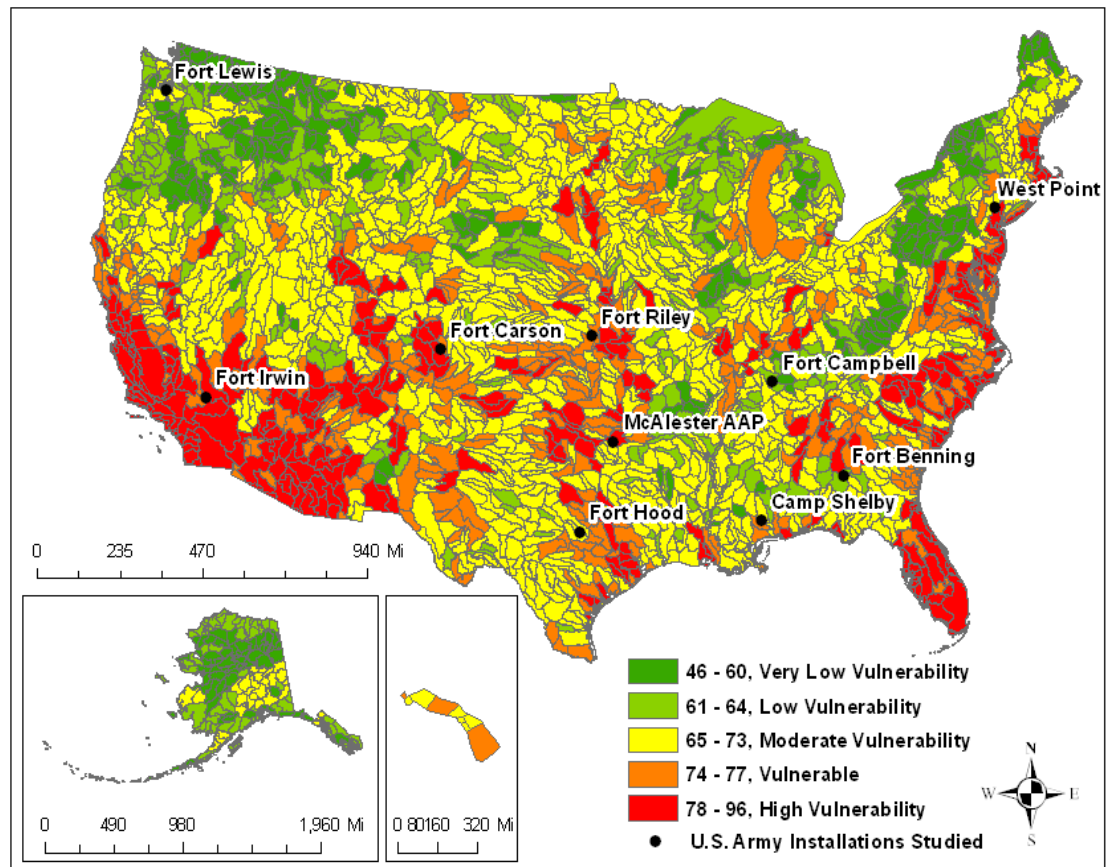 Fort Lewis
West Point
Fort Riley
Fort Carson
Fort Campbell
Fort Irwin
McAlester AAP
Fort Benning
Camp Shelby
Fort Hood
0 235 470 940 Mi
46 - 60, Very Low Vulnerability
61 - 64, Low Vulnerability
65 - 73, Moderate Vulnerability
74 - 77, Vulnerable
78 - 96, High Vulnerability
U.S. Army Installations Studied
N
W E
S
0 490 980 1,960 Mi
0 80160 320 Mi